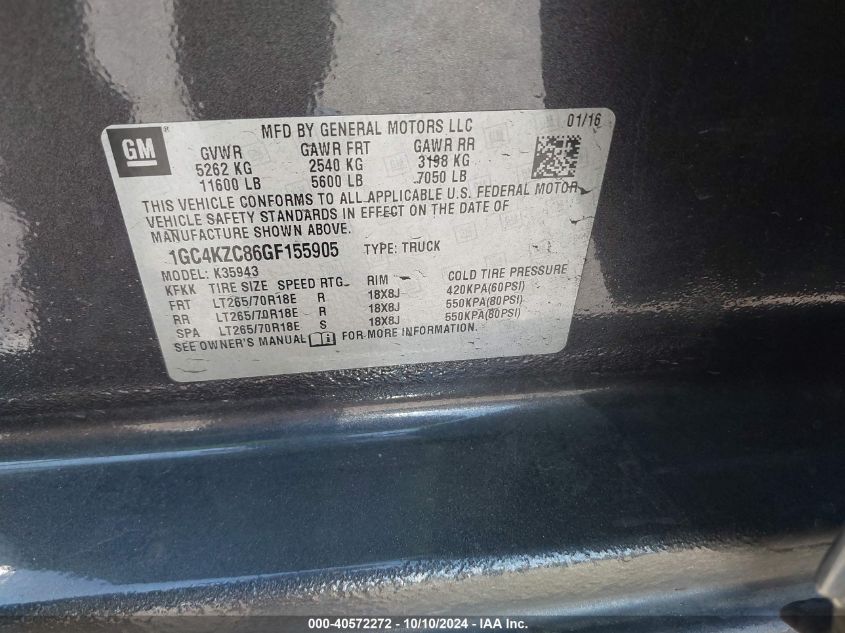 GM
MFD BY GENERAL MOTORS LLC
01/16
GVWR GAWR FRT GAWR RR
5262 KG 2540 KG 3198 KG
11600 LB 5600 LB 7050 LB
THIS VEHICLE CONFORMS TO ALL APPLICABLE U.S. FEDERAL MOTOR
VEHICLE SAFETY STANDARDS IN EFFECT ON THE DATE OF
MANUFACTURE SHOWN ABOVE.
1GC4KZC86GF155905 TYPE: TRUCK
MODEL: K35943
KFKK TIRE SIZE SPEED RTG RIM COLD TIRE PRESSURE
FRT LT265/70R18E R 18X8J 420KPA(60PSI)
RR LT265/70R18E R 18X8J 550KPA(80PSI)
SPA LT265/70R18E S 18X8J 550KPA(80PSI)
SEE OWNER'S MANUAL FOR MORE INFORMATION.
000-40572272 - 10/10/2024 - IAA Inc.